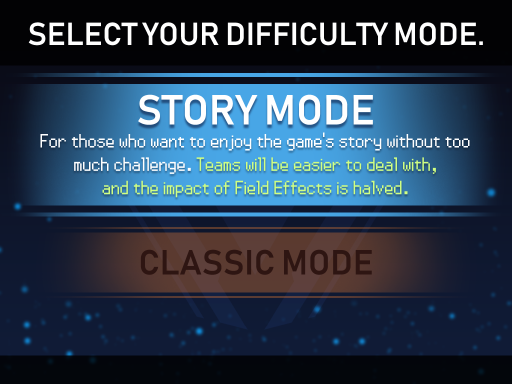 SELECT YOUR DIFFICULTY MODE.
STORY MODE
For those who want to enjoy the game's story without too
much challenge. Teams will be easier to deal with,
and the impact of Field Effects is halved.
CLASSIC MODE